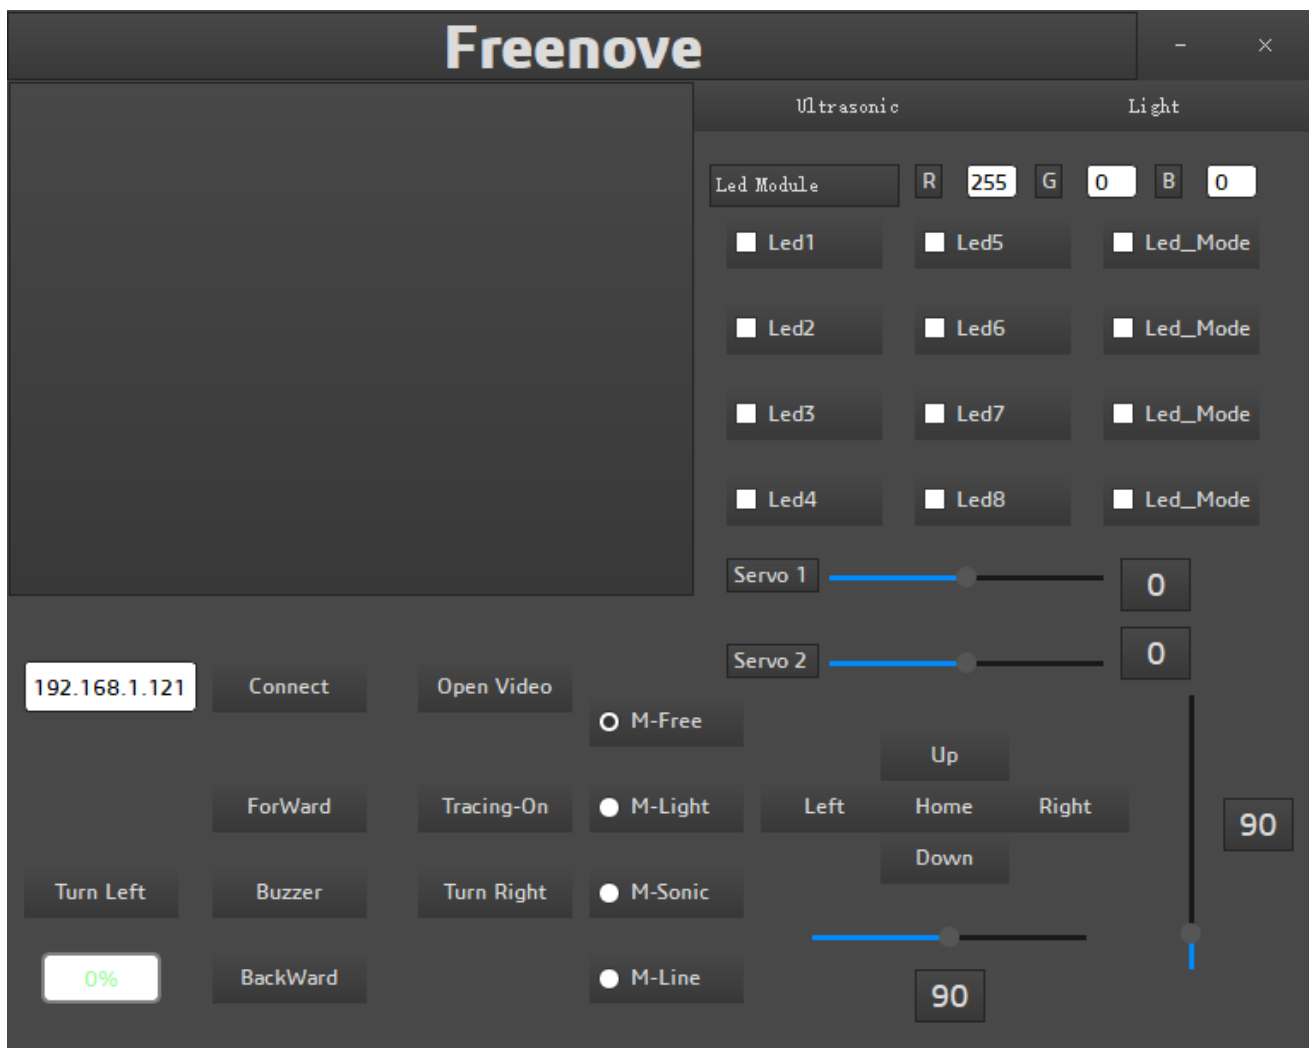 Freenove
Ultrasonic Light
Led Module R 255 G 0 B 0
Led1 Led5 Led_Mode
Led2 Led6 Led_Mode
Led3 Led7 Led_Mode
Led4 Led8 Led_Mode
Servo 1 0
Servo 2 0
192.168.1.121 Connect Open Video
M-Free
Up
ForWard Tracing-On M-Light Left Home Right
90
Down
Turn Left Buzzer Turn Right M-Sonic
0% BackWard M-Line
90